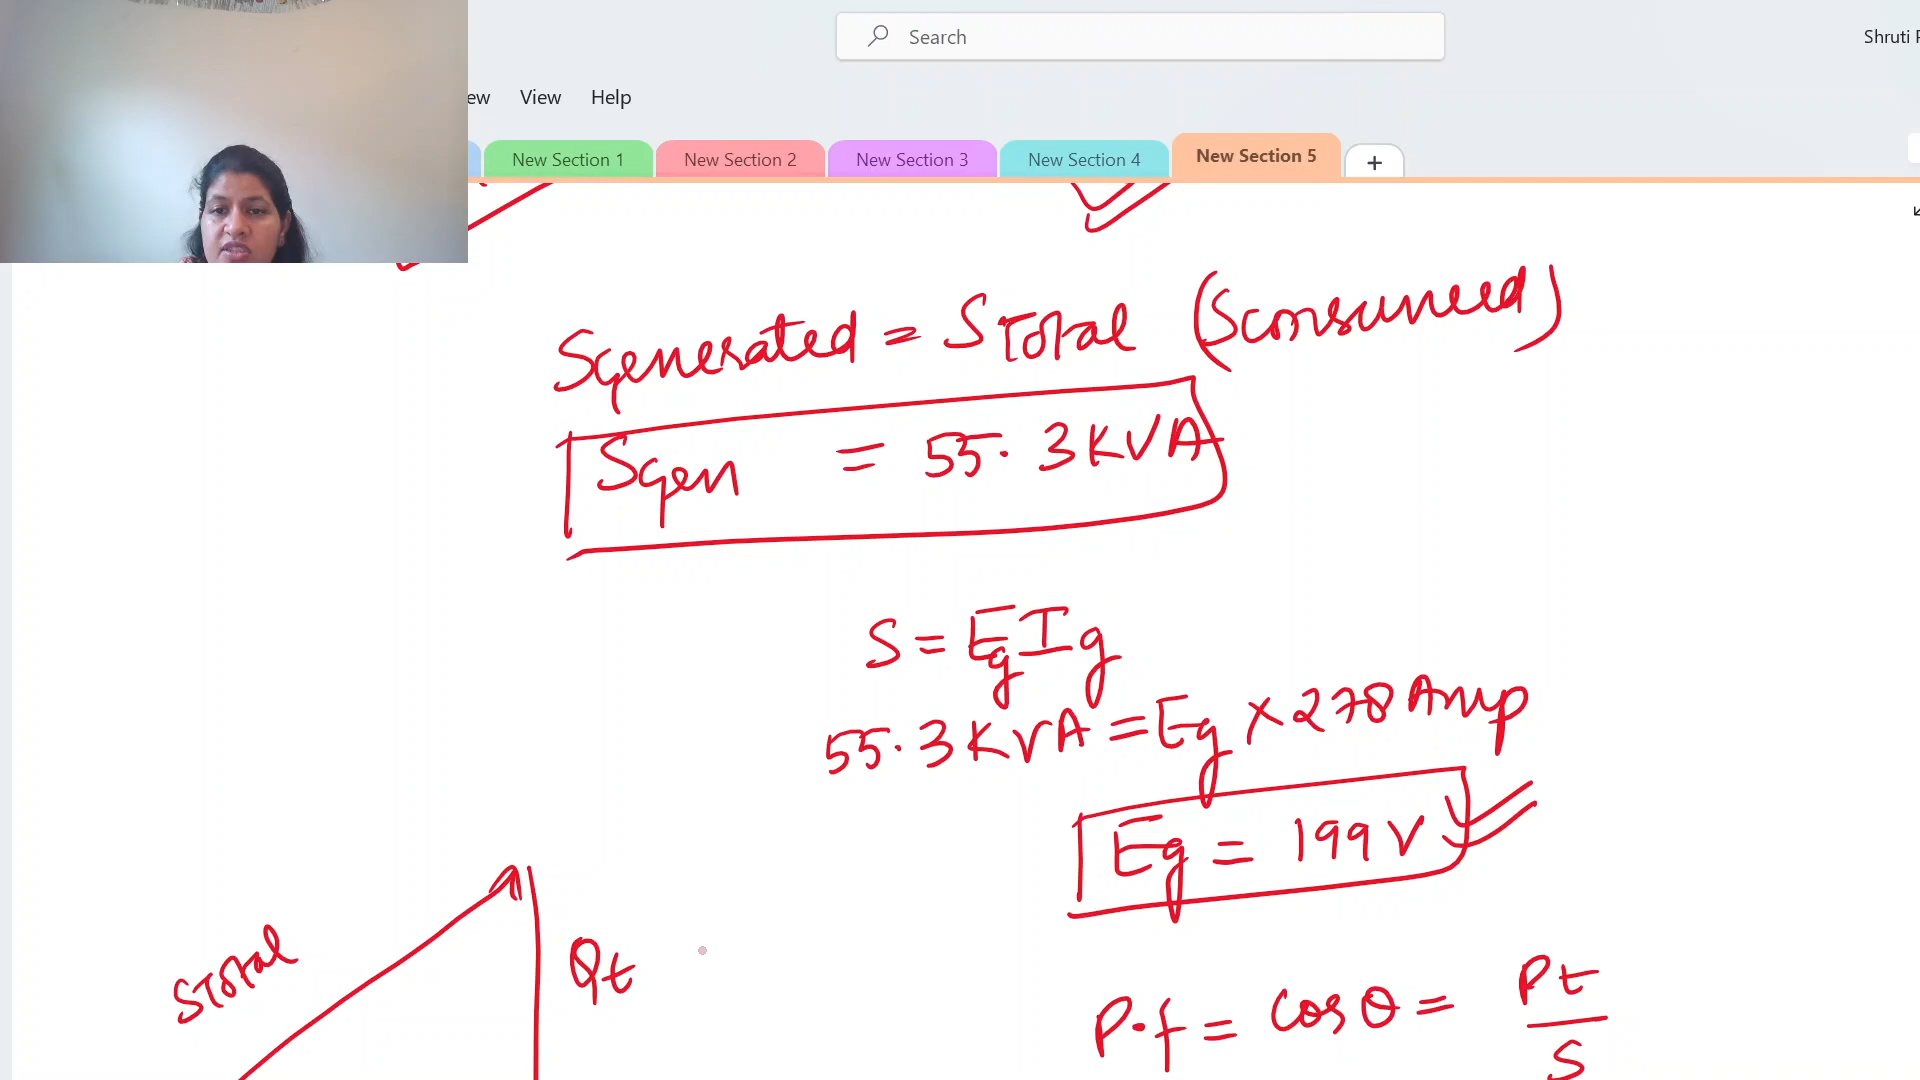 Search
Shruti
ew View Help
New Section 1 New Section 2 New Section 3 New Section 4 New Section 5 +
Sgenerated = STotal (Sconsumed)
Sgen = 55.3KVA
S = EgIg
55.3KVA = Eg × 278 Amp
Eg = 199 V
STotal
Qt
P.f = cosθ = Pt
S